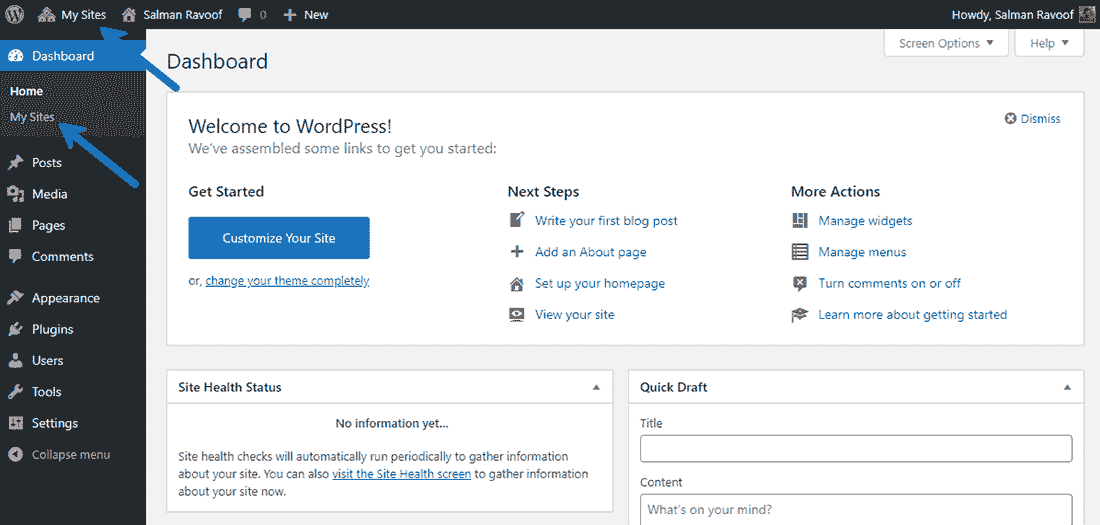 My Sites
Salman Ravoof
0
New
Howdy, Salman Ravoof
Dashboard
Home
My Sites
Posts
Media
Pages
Comments
Appearance
Plugins
Users
Tools
Settings
Collapse menu
Screen Options
Help
Dashboard
Welcome to WordPress!
We've assembled some links to get you started:
Dismiss
Get Started
Customize Your Site
or, change your theme completely
Next Steps
Write your first blog post
Add an About page
Set up your homepage
View your site
More Actions
Manage widgets
Manage menus
Turn comments on or off
Learn more about getting started
Site Health Status
No information yet...
Site health checks will automatically run periodically to gather information
about your site. You can also visit the Site Health screen to gather information
about your site now.
Quick Draft
Title
Content
What's on your mind?